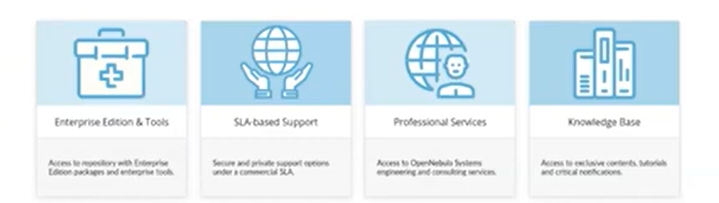 Enterprise Edition & Tools
Access to repository with Enterprise
Edition packages and enterprise tools.
SLA-based Support
Secure and private support options
under a commercial SLA.
Professional Services
Access to OpenNebula Systems
engineering and consulting services.
Knowledge Base
Access to exclusive contents, tutorials
and critical notifications.